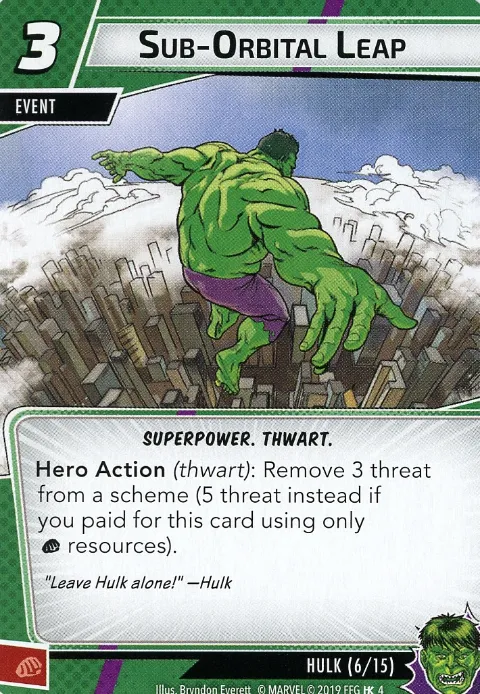 3
SUB-ORBITAL LEAP
EVENT
SUPERPOWER. THWART.
Hero Action (thwart): Remove 3 threat
from a scheme (5 threat instead if
you paid for this card using only
resources).
"Leave Hulk alone!" —Hulk
HULK (6/15)
Illus. Bryndon Everett © MARVEL © 2019 FFG HK 4